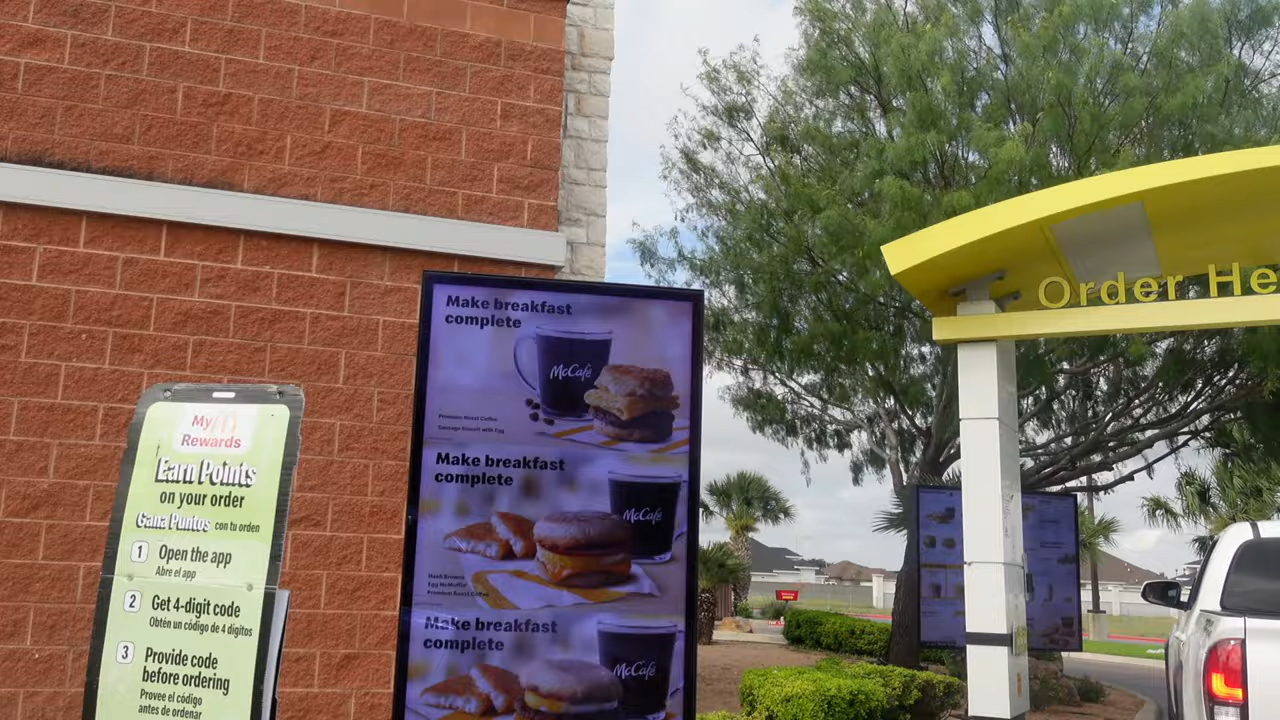 My
Rewards
Earn Points
on your order
Gana Puntos con tu orden
1 Open the app
Abre el app
2 Get 4-digit code
Obtén un código de 4 dígitos
3 Provide code
before ordering
Provee el código
antes de ordenar
Make breakfast
complete
McCafé
Premium Roast Coffee
Sausage Biscuit with Egg
Make breakfast
complete
McCafé
Hash Browns
Egg McMuffin
Premium Roast Coffee
Make breakfast
complete
McCafé
Order He